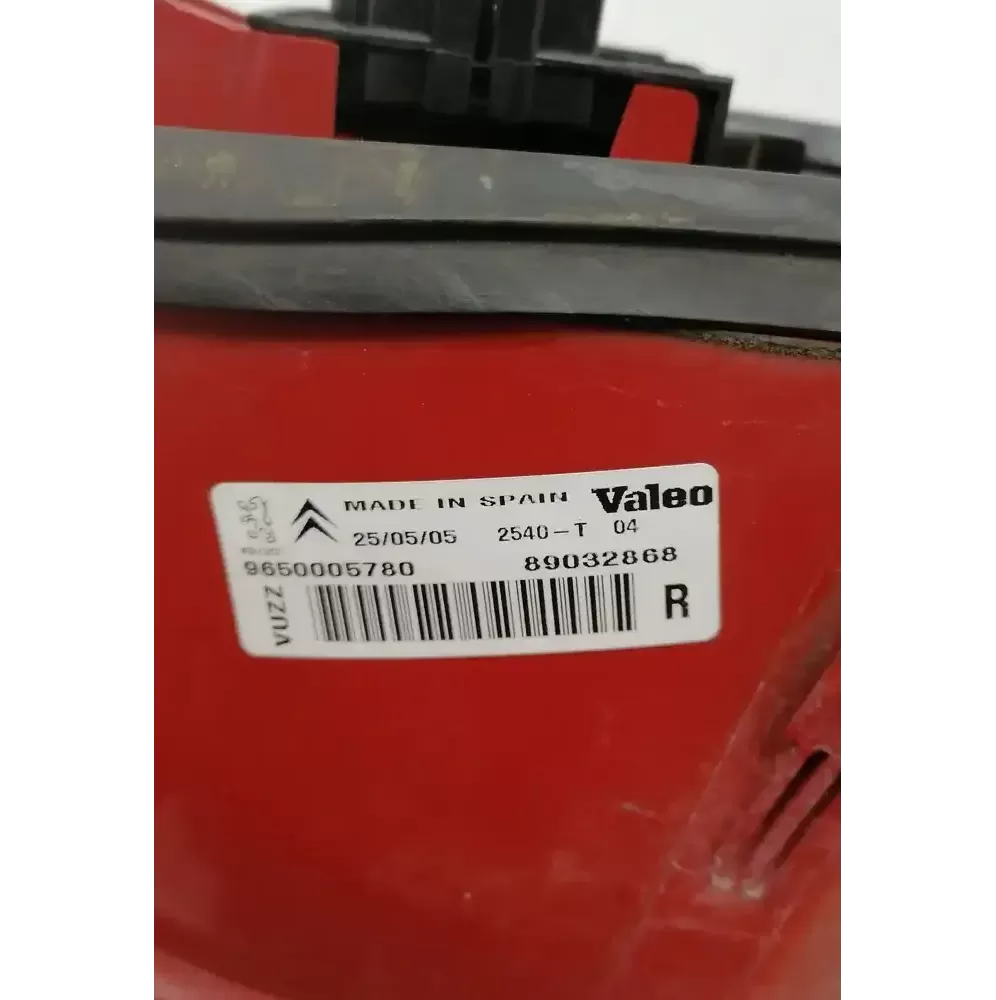 MADE IN SPAIN Valeo
25/05/05 2540-T 04
9650005780 89032868
VUZZ
R